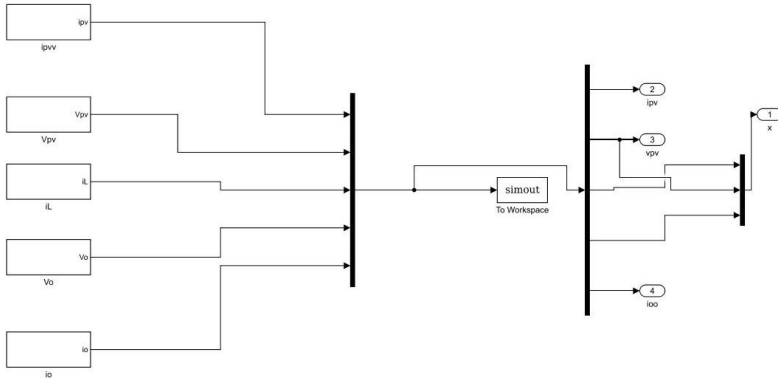 ipv
ipvv
Vpv
Vpv
iL
iL
Vo
Vo
io
io
simout
To Workspace
2
ipv
3
vpv
4
ioo
1
x